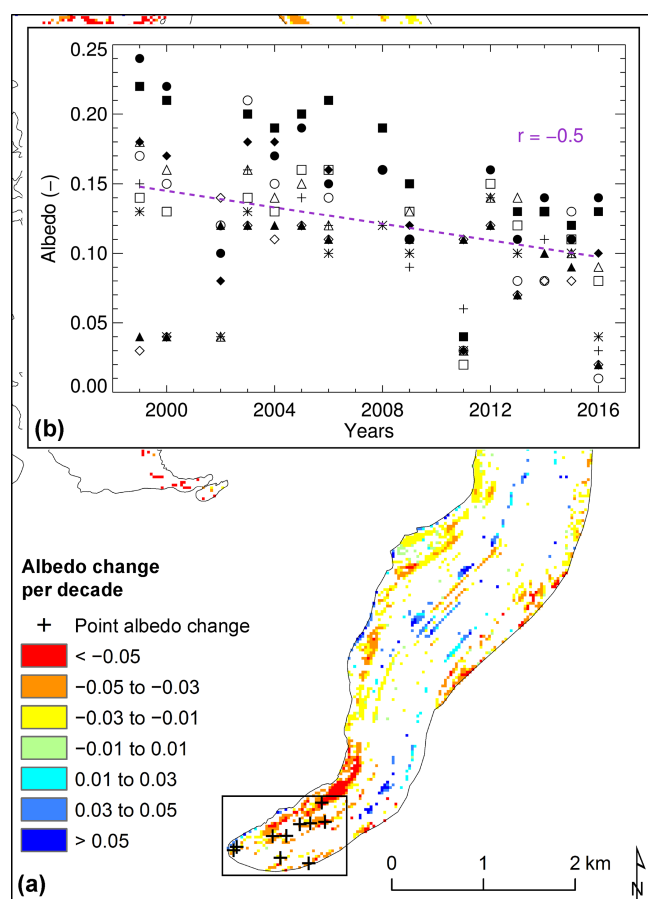 0.25
0.20
0.15
0.10
0.05
0.00
Albedo (−)
r = −0.5
2000 2004 2008 2012 2016
Years
(b)
Albedo change
per decade
Point albedo change
< −0.05
−0.05 to −0.03
−0.03 to −0.01
−0.01 to 0.01
0.01 to 0.03
0.03 to 0.05
> 0.05
(a)
0 1 2 km
N